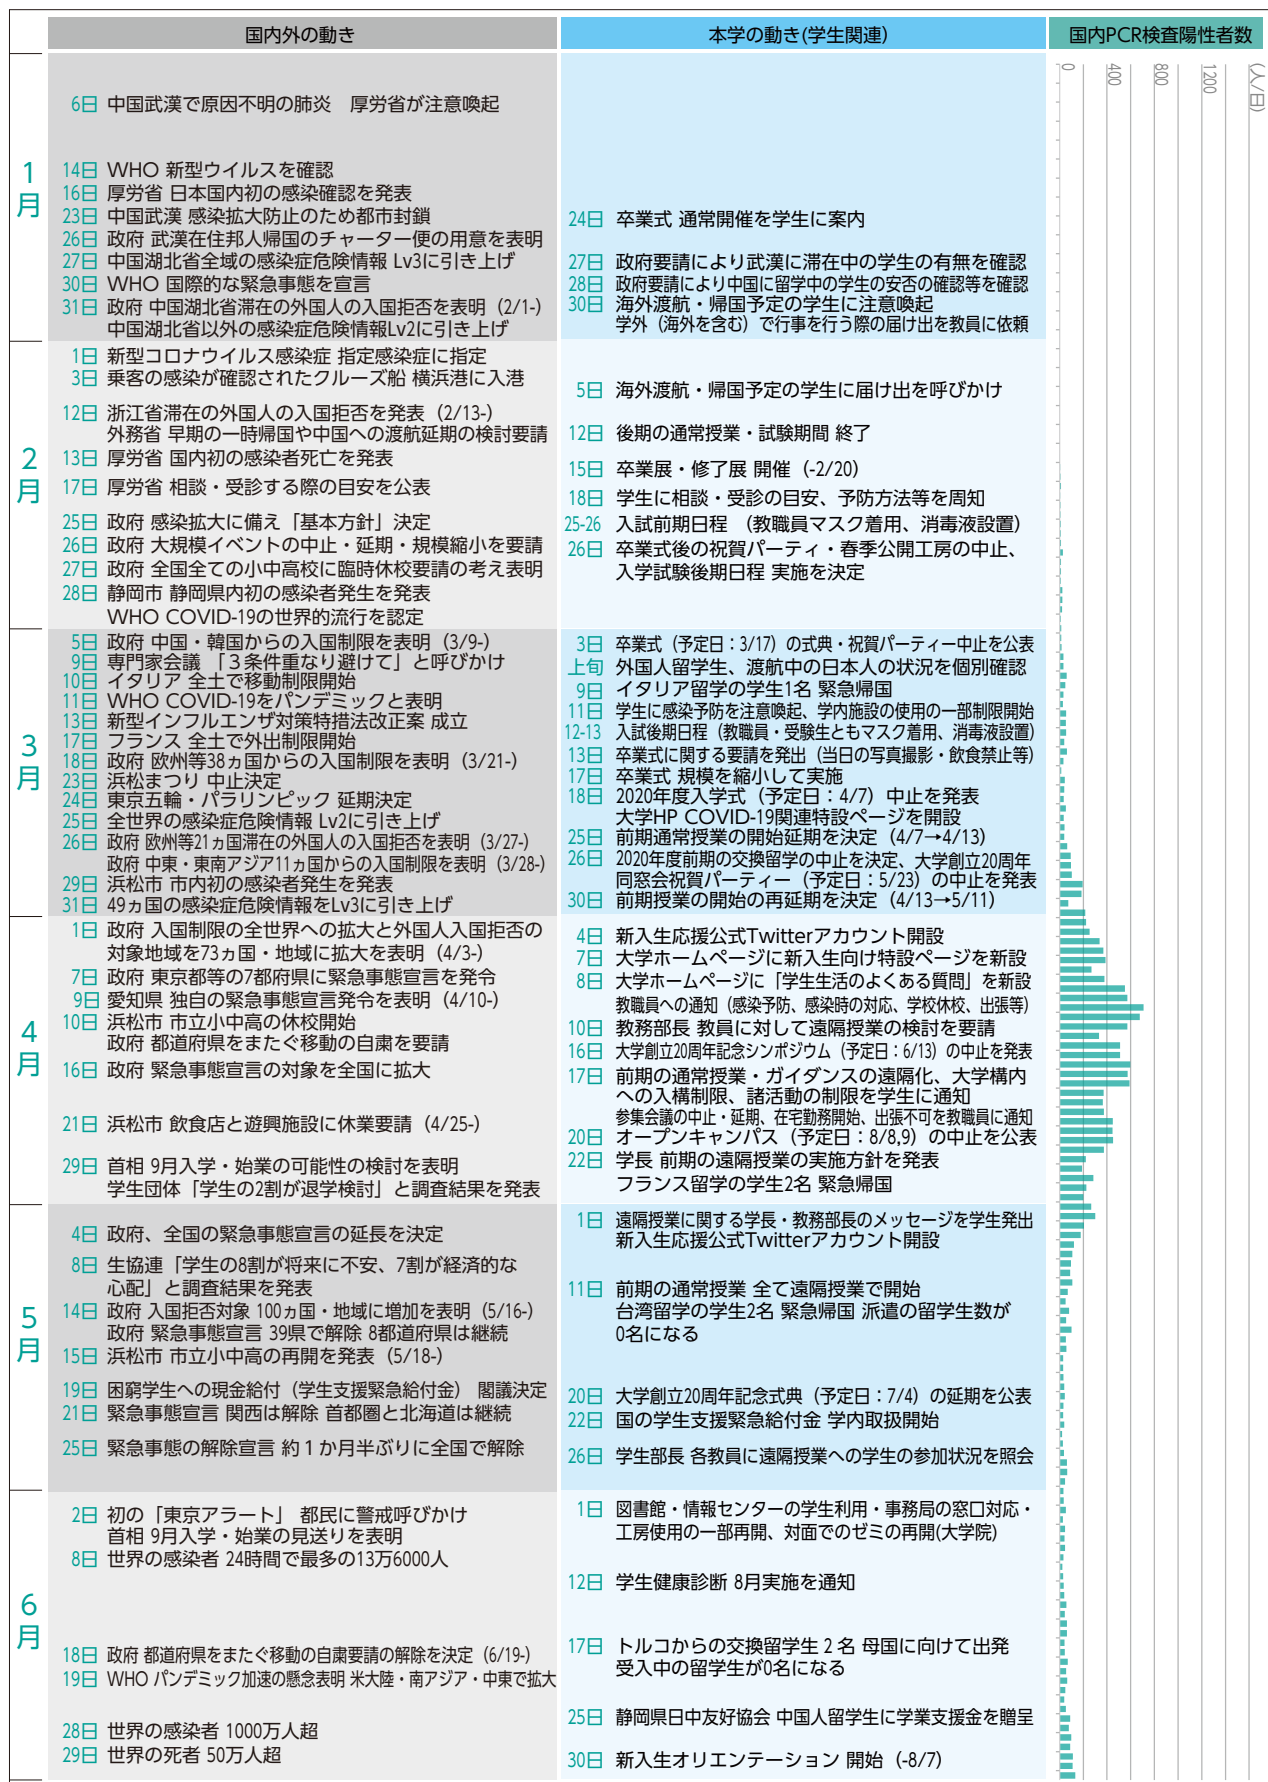 国内外の動き
本学の動き(学生関連)
国内PCR検査陽性者数
0
400
800
1200
(人/日)
1月
6日 中国武漢で原因不明の肺炎　厚労省が注意喚起
14日 WHO 新型ウイルスを確認
16日 厚労省 日本国内初の感染確認を発表
23日 中国武漢 感染拡大防止のため都市封鎖
26日 政府 武漢在住邦人帰国のチャーター便の用意を表明
27日 中国湖北省全域の感染症危険情報 Lv3に引き上げ
30日 WHO 国際的な緊急事態を宣言
31日 政府 中国湖北省滞在の外国人の入国拒否を表明（2/1-）
中国湖北省以外の感染症危険情報Lv2に引き上げ
24日 卒業式 通常開催を学生に案内
27日 政府要請により武漢に滞在中の学生の有無を確認
28日 政府要請により中国に留学中の学生の安否の確認等を確認
30日 海外渡航・帰国予定の学生に注意喚起
学外（海外を含む）で行事を行う際の届け出を教員に依頼
2月
1日 新型コロナウイルス感染症 指定感染症に指定
3日 乗客の感染が確認されたクルーズ船 横浜港に入港
12日 浙江省滞在の外国人の入国拒否を発表（2/13-）
外務省 早期の一時帰国や中国への渡航延期の検討要請
13日 厚労省 国内初の感染者死亡を発表
17日 厚労省 相談・受診する際の目安を公表
25日 政府 感染拡大に備え「基本方針」決定
26日 政府 大規模イベントの中止・延期・規模縮小を要請
27日 政府 全国全ての小中高校に臨時休校要請の考え表明
28日 静岡市 静岡県内初の感染者発生を発表
WHO COVID-19の世界的流行を認定
5日 海外渡航・帰国予定の学生に届け出を呼びかけ
12日 後期の通常授業・試験期間 終了
15日 卒業展・修了展 開催（-2/20）
18日 学生に相談・受診の目安、予防方法等を周知
25-26 入試前期日程 （教職員マスク着用、消毒液設置）
26日 卒業式後の祝賀パーティ・春季公開工房の中止、
入学試験後期日程 実施を決定
3月
5日 政府 中国・韓国からの入国制限を表明（3/9-）
9日 専門家会議 「３条件重なり避けて」と呼びかけ
10日 イタリア 全土で移動制限開始
11日 WHO COVID-19をパンデミックと表明
13日 新型インフルエンザ対策特措法改正案 成立
17日 フランス 全土で外出制限開始
18日 政府 欧州等38ヵ国からの入国制限を表明（3/21-）
23日 浜松まつり 中止決定
24日 東京五輪・パラリンピック 延期決定
25日 全世界の感染症危険情報 Lv2に引き上げ
26日 政府 欧州等21ヵ国滞在の外国人の入国拒否を表明（3/27-）
政府 中東・東南アジア11ヵ国からの入国制限を表明（3/28-）
29日 浜松市 市内初の感染者発生を発表
31日 49ヵ国の感染症危険情報をLv3に引き上げ
3日 卒業式（予定日：3/17）の式典・祝賀パーティー中止を公表
上旬 外国人留学生、渡航中の日本人の状況を個別確認
9日 イタリア留学の学生1名 緊急帰国
11日 学生に感染予防を注意喚起、学内施設の使用の一部制限開始
12-13 入試後期日程（教職員・受験生ともマスク着用、消毒液設置）
13日 卒業式に関する要請を発出（当日の写真撮影・飲食禁止等）
17日 卒業式 規模を縮小して実施
18日 2020年度入学式（予定日：4/7）中止を発表
大学HP COVID-19関連特設ページを開設
25日 前期通常授業の開始延期を決定（4/7→4/13）
26日 2020年度前期の交換留学の中止を決定、大学創立20周年
同窓会祝賀パーティー（予定日：5/23）の中止を発表
30日 前期授業の開始の再延期を決定（4/13→5/11）
4月
1日 政府 入国制限の全世界への拡大と外国人入国拒否の
対象地域を73ヵ国・地域に拡大を表明（4/3-）
7日 政府 東京都等の7都府県に緊急事態宣言を発令
9日 愛知県 独自の緊急事態宣言発令を表明（4/10-）
10日 浜松市 市立小中高の休校開始
政府 都道府県をまたぐ移動の自粛を要請
16日 政府 緊急事態宣言の対象を全国に拡大
21日 浜松市 飲食店と遊興施設に休業要請（4/25-）
29日 首相 9月入学・始業の可能性の検討を表明
学生団体「学生の2割が退学検討」と調査結果を発表
4日 新入生応援公式Twitterアカウント開設
7日 大学ホームページに新入生向け特設ページを新設
8日 大学ホームページに「学生生活のよくある質問」を新設
教職員への通知（感染予防、感染時の対応、学校休校、出張等）
10日 教務部長 教員に対して遠隔授業の検討を要請
16日 大学創立20周年記念シンポジウム（予定日：6/13）の中止を発表
17日 前期の通常授業・ガイダンスの遠隔化、大学構内
への入構制限、諸活動の制限を学生に通知
参集会議の中止・延期、在宅勤務開始、出張不可を教職員に通知
20日 オープンキャンパス（予定日：8/8,9）の中止を公表
22日 学長 前期の遠隔授業の実施方針を発表
フランス留学の学生2名 緊急帰国
5月
4日 政府、全国の緊急事態宣言の延長を決定
8日 生協連「学生の8割が将来に不安、7割が経済的な
心配」と調査結果を発表
14日 政府 入国拒否対象 100ヵ国・地域に増加を表明（5/16-）
政府 緊急事態宣言 39県で解除 8都道府県は継続
15日 浜松市 市立小中高の再開を発表（5/18-）
19日 困窮学生への現金給付（学生支援緊急給付金） 閣議決定
21日 緊急事態宣言 関西は解除 首都圏と北海道は継続
25日 緊急事態の解除宣言 約１か月半ぶりに全国で解除
1日 遠隔授業に関する学長・教務部長のメッセージを学生発出
新入生応援公式Twitterアカウント開設
11日 前期の通常授業 全て遠隔授業で開始
台湾留学の学生2名 緊急帰国 派遣の留学生数が
0名になる
20日 大学創立20周年記念式典（予定日：7/4）の延期を公表
22日 国の学生支援緊急給付金 学内取扱開始
26日 学生部長 各教員に遠隔授業への学生の参加状況を照会
6月
2日 初の「東京アラート」 都民に警戒呼びかけ
首相 9月入学・始業の見送りを表明
8日 世界の感染者 24時間で最多の13万6000人
18日 政府 都道府県をまたぐ移動の自粛要請の解除を決定（6/19-）
19日 WHO パンデミック加速の懸念表明 米大陸・南アジア・中東で拡大
28日 世界の感染者 1000万人超
29日 世界の死者 50万人超
1日 図書館・情報センターの学生利用・事務局の窓口対応・
工房使用の一部再開、対面でのゼミの再開(大学院)
12日 学生健康診断 8月実施を通知
17日 トルコからの交換留学生２名 母国に向けて出発
受入中の留学生が0名になる
25日 静岡県日中友好協会 中国人留学生に学業支援金を贈呈
30日 新入生オリエンテーション 開始（-8/7）